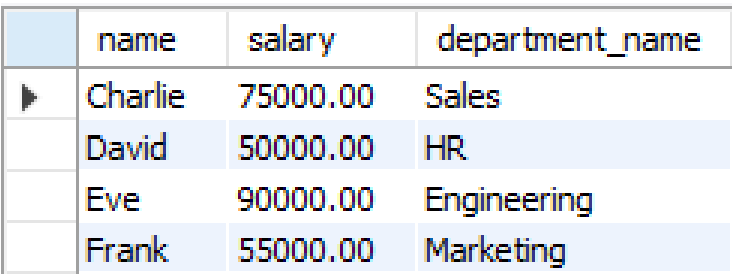 name salary department_name
Charlie 75000.00 Sales
David 50000.00 HR
Eve 90000.00 Engineering
Frank 55000.00 Marketing